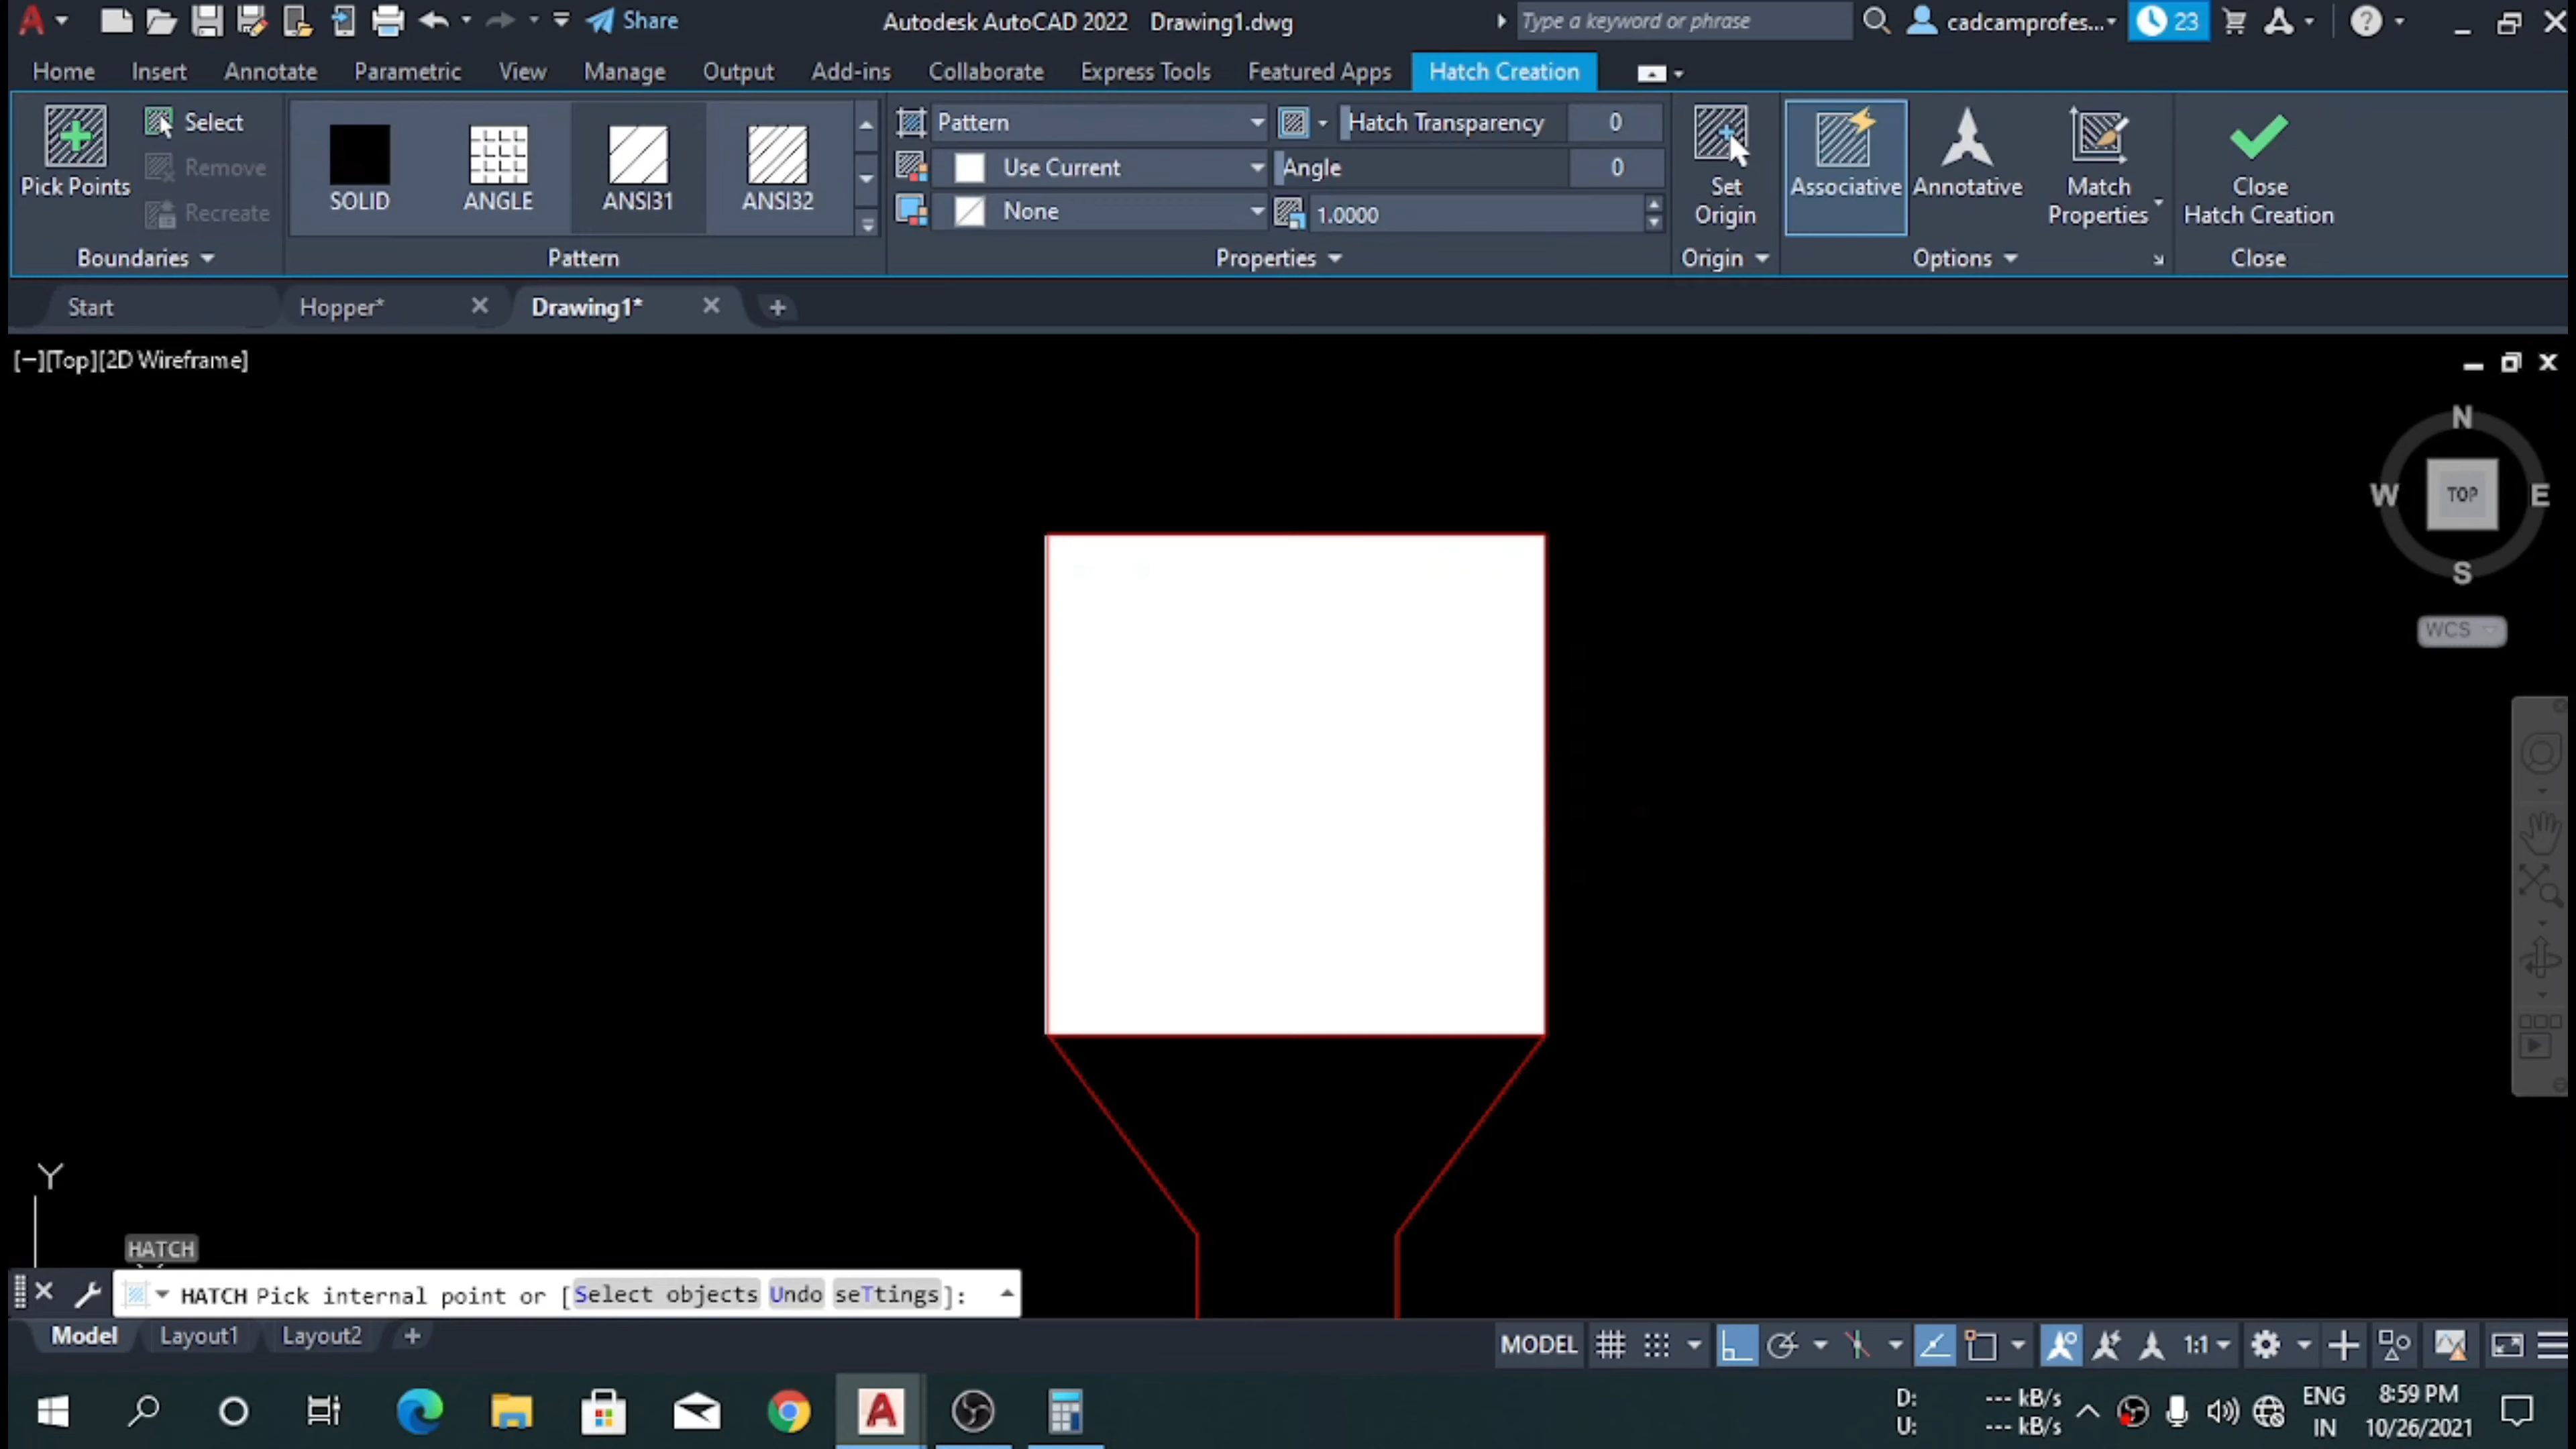 Share
Autodesk AutoCAD 2022 Drawing1.dwg
Type a keyword or phrase
cadcamprofes...
23
Home Insert Annotate Parametric View Manage Output Add-ins Collaborate Express Tools Featured Apps Hatch Creation
Pick Points
Select
Remove
Recreate
Boundaries
SOLID
ANGLE
ANSI31
ANSI32
Pattern
Pattern
Use Current
None
Hatch Transparency 0
Angle 0
1.0000
Properties
Set
Origin
Origin
Associative
Annotative
Match
Properties
Options
Close
Hatch Creation
Close
Start Hopper* Drawing1*
[−][Top][2D Wireframe]
N
W TOP E
S
WCS
Y
HATCH
HATCH Pick internal point or [Select objects Undo seTtings]:
Model Layout1 Layout2
MODEL 1:1
D: --- kB/s
U: --- kB/s
ENG
IN
8:59 PM
10/26/2021